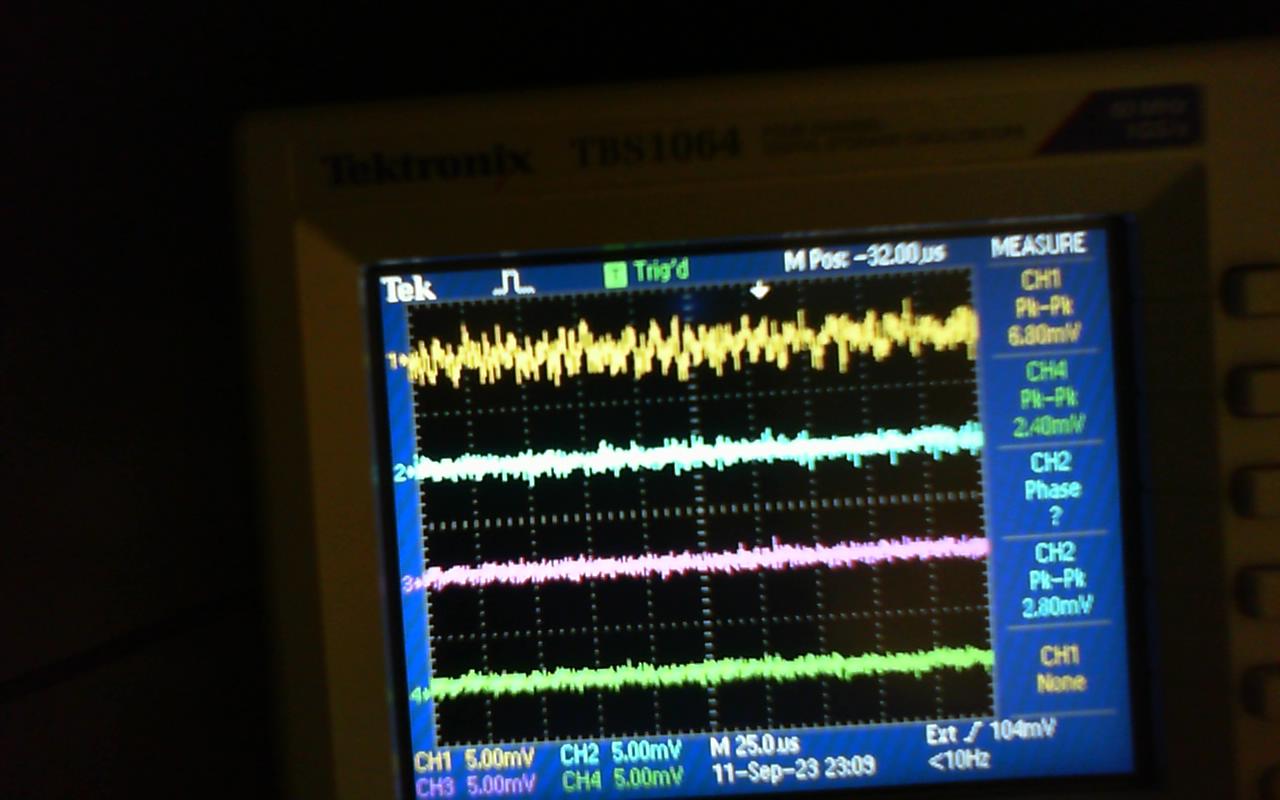 Tektronix TBS1064
Tek T Trig'd M Pos: -32.00µs MEASURE
CH1
Pk-Pk
6.80mV
CH4
Pk-Pk
2.40mV
CH2
Phase
?
CH2
Pk-Pk
2.80mV
CH1
None
1
2
3
4
CH1 5.00mV CH2 5.00mV M 25.0µs Ext 104mV
CH3 5.00mV CH4 5.00mV 11-Sep-23 23:09 <10Hz